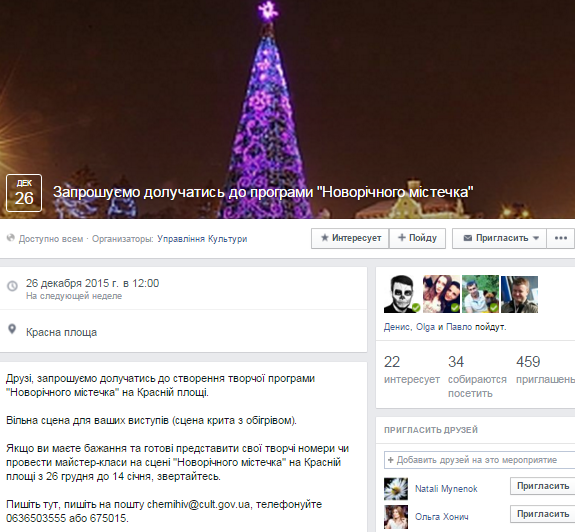 ДЕК
26
Запрошуємо долучатись до програми "Новорічного містечка"
Доступно всем · Организаторы: Управління Культури
Интересует
Пойду
Пригласить
26 декабря 2015 г. в 12:00
На следующей неделе
Красна площа
Друзі, запрошуємо долучатись до створення творчої програми
"Новорічного містечка" на Красній площі.
Вільна сцена для ваших виступів (сцена крита з обігрівом).
Якщо ви маєте бажання та готові представити свої творчі номери чи
провести майстер-класи на сцені "Новорічного містечка" на Красній
площі з 26 грудня до 14 січня, звертайтесь.
Пишіть тут, пишіть на пошту chernihiv@cult.gov.ua, телефонуйте
0636503555 або 675015.
Денис, Olga и Павло пойдут.
22
интересует
34
собираются
посетить
459
приглашены
ПРИГЛАСИТЬ ДРУЗЕЙ
+ Добавить друзей на это мероприятие
Natali Mynenok
Пригласить
Ольга Хонич
Пригласить